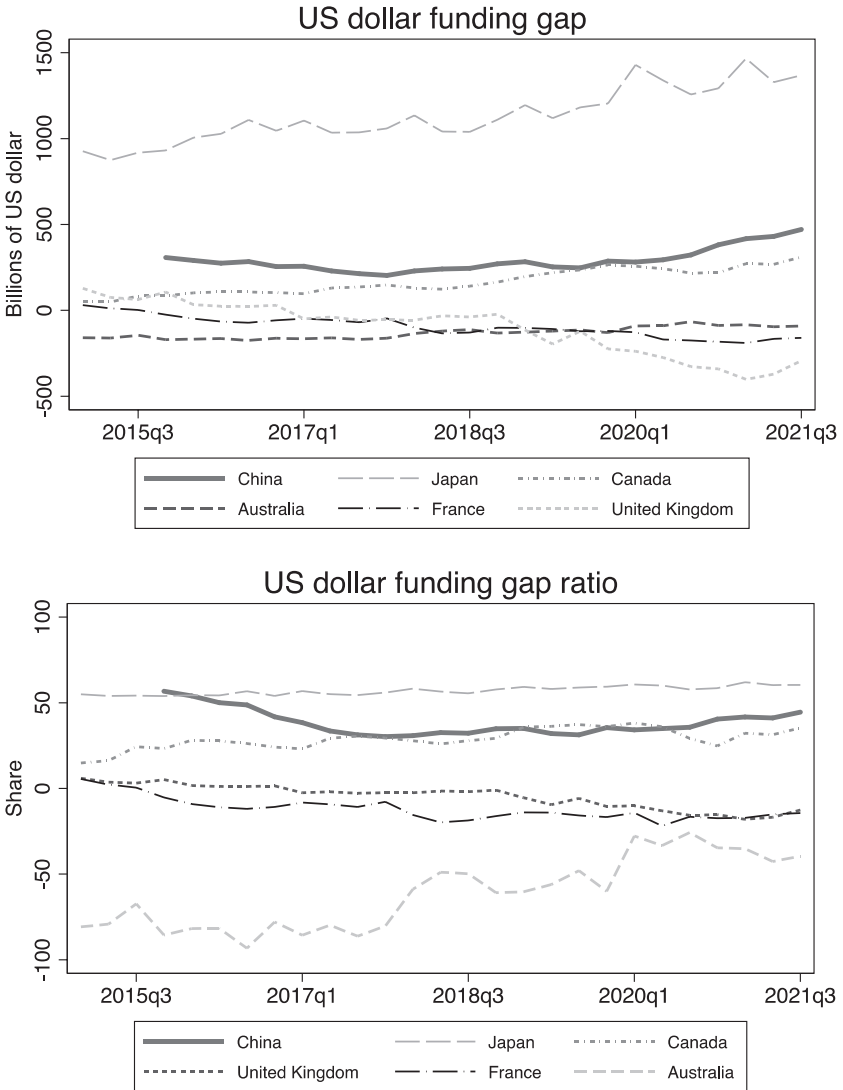 US dollar funding gap
Billions of US dollar
1500
1000
500
0
-500
2015q3 2017q1 2018q3 2020q1 2021q3
China Japan Canada
Australia France United Kingdom
US dollar funding gap ratio
Share
100
50
0
-50
-100
2015q3 2017q1 2018q3 2020q1 2021q3
China Japan Canada
United Kingdom France Australia